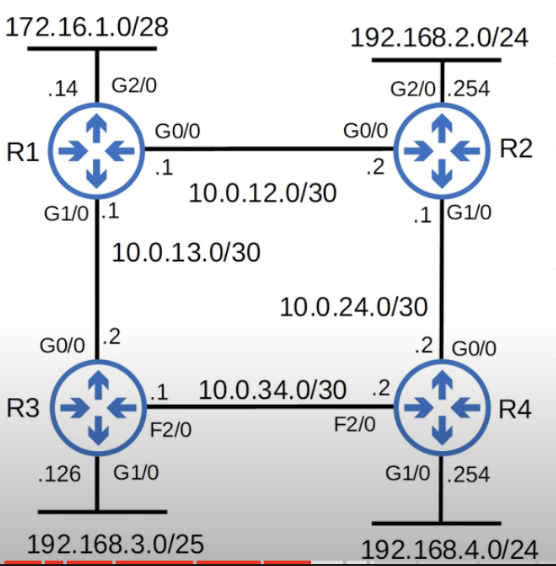 172.16.1.0/28
192.168.2.0/24
.14 G2/0
G2/0 .254
R1
G0/0
G0/0
R2
.1
.2
10.0.12.0/30
G1/0 .1
.1 G1/0
10.0.13.0/30
10.0.24.0/30
G0/0 .2
.2 G0/0
R3
.1 10.0.34.0/30 .2
R4
F2/0
F2/0
.126 G1/0
G1/0 .254
192.168.3.0/25
192.168.4.0/24